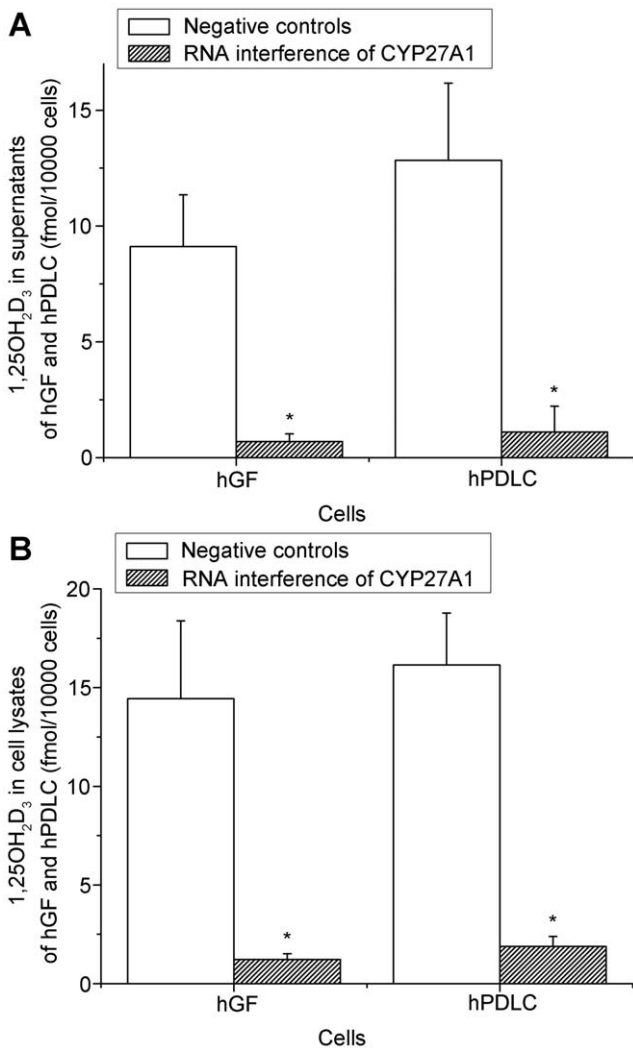 A
Negative controls
RNA interference of CYP27A1
1,25OH₂D₃ in supernatants
of hGF and hPDLC (fmol/10000 cells)
15
10
5
0
*
*
hGF
hPDLC
Cells
B
Negative controls
RNA interference of CYP27A1
1,25OH₂D₃ in cell lysates
of hGF and hPDLC (fmol/10000 cells)
20
15
10
5
0
*
*
hGF
hPDLC
Cells